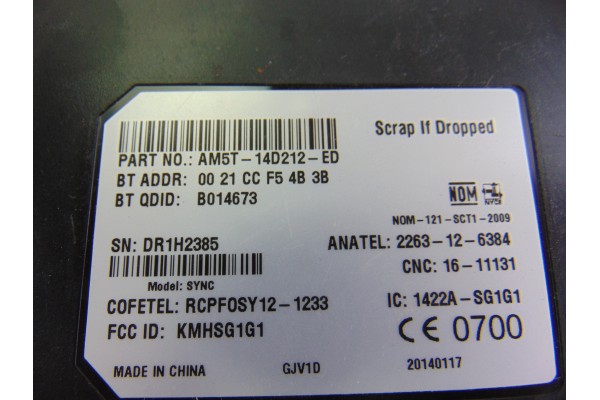 Scrap If Dropped
PART NO.: AM5T-14D212-ED
BT ADDR: 00 21 CC F5 4B 3B
BT QDID: B014673
NOM
NOM-121-SCT1-2009
SN: DR1H2385
ANATEL: 2263-12-6384
Model: SYNC
CNC: 16-11131
COFETEL: RCPFOSY12-1233
IC: 1422A-SG1G1
FCC ID: KMHSG1G1
CE 0700
MADE IN CHINA
GJV1D
20140117